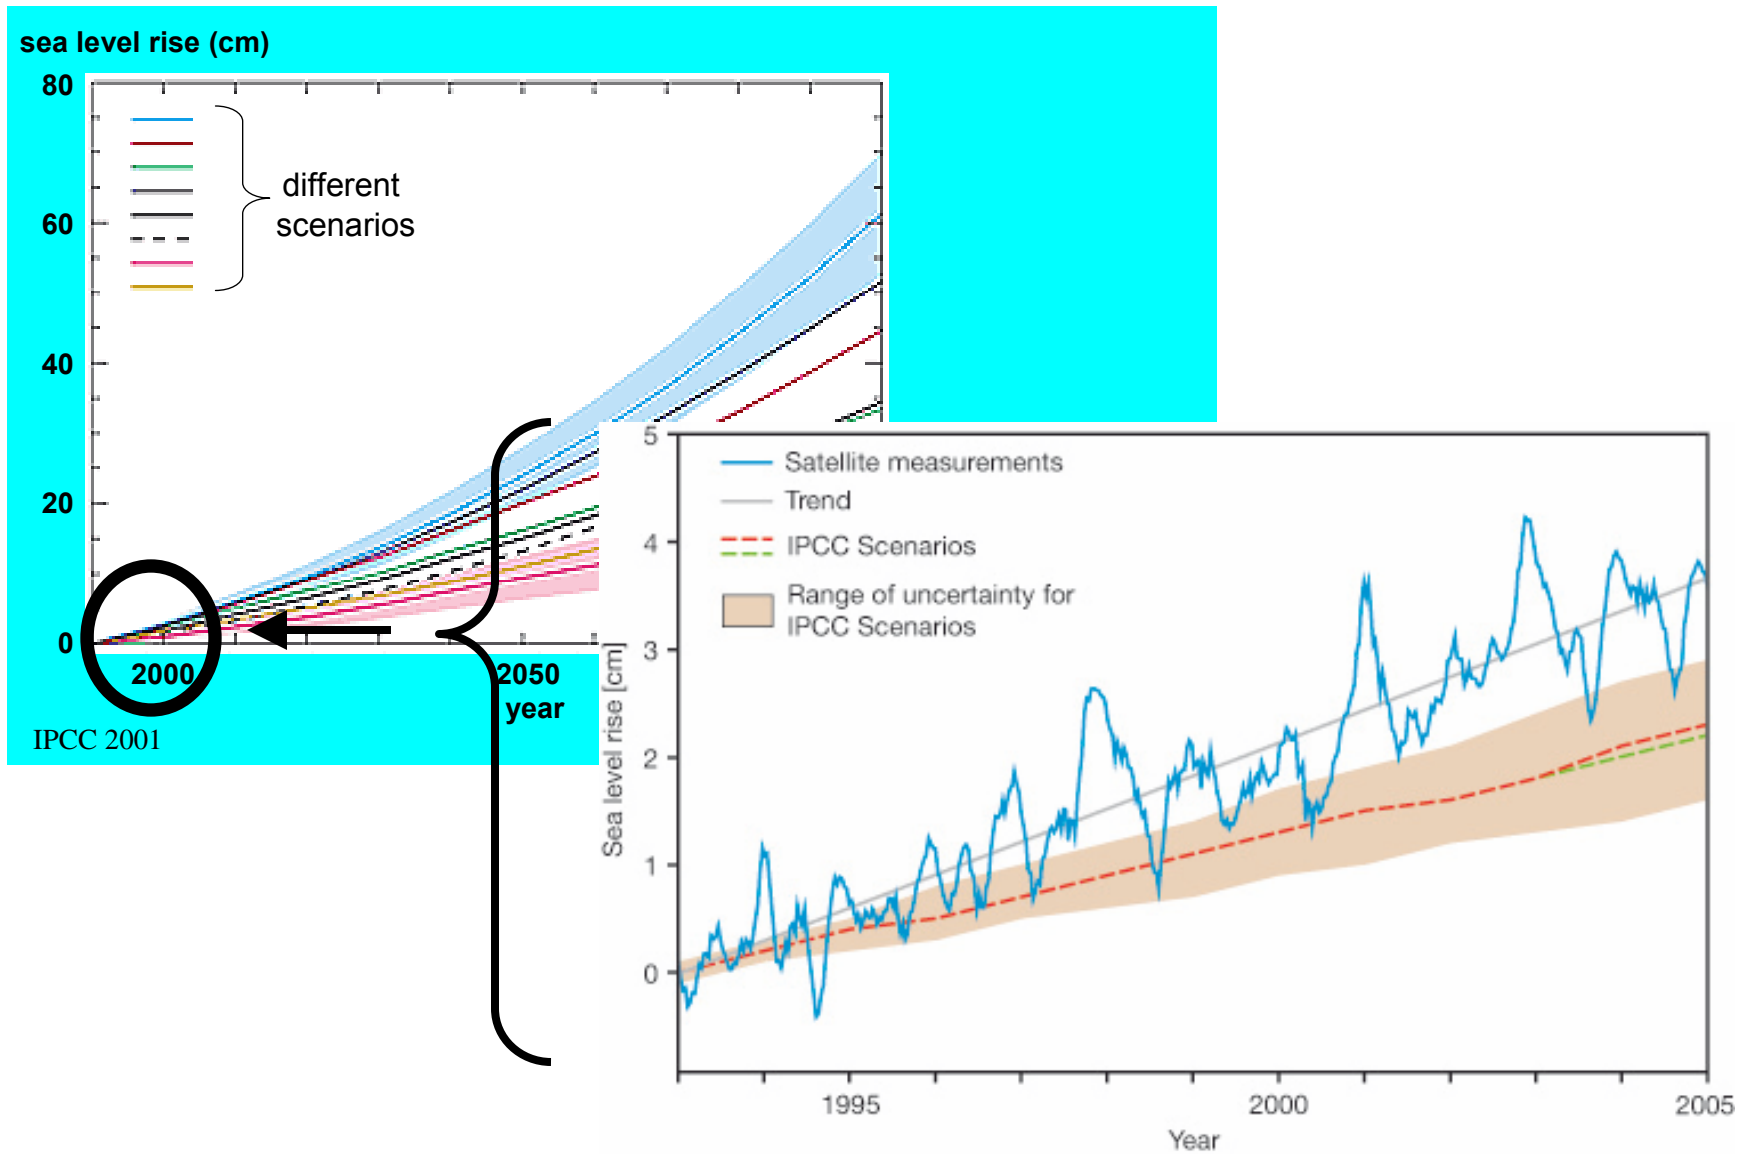 sea level rise (cm)
80
60
40
20
0
different
scenarios
2000
2050
year
IPCC 2001
5
4
3
2
1
0
Sea level rise [cm]
Satellite measurements
Trend
IPCC Scenarios
Range of uncertainty for
IPCC Scenarios
1995
2000
2005
Year